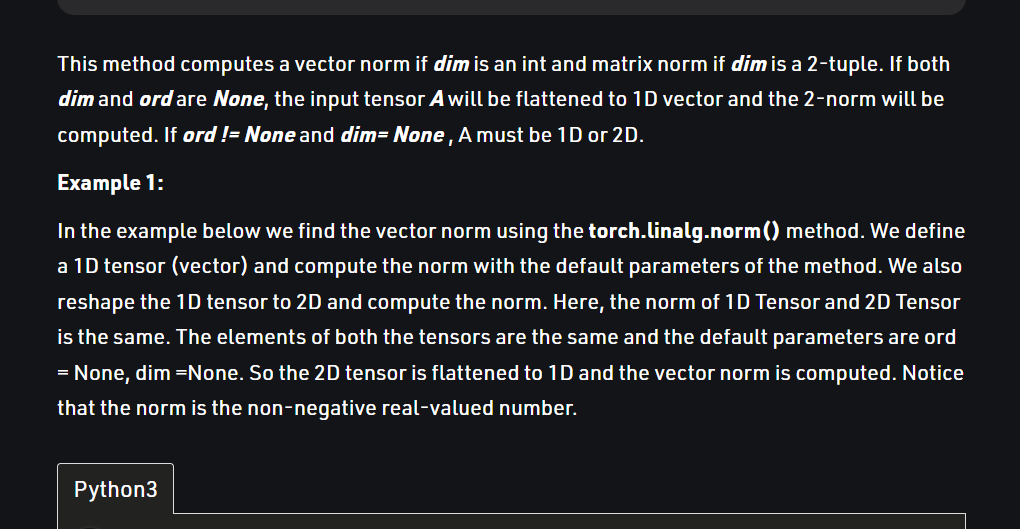 This method computes a vector norm if dim is an int and matrix norm if dim is a 2-tuple. If both
dim and ord are None, the input tensor A will be flattened to 1D vector and the 2-norm will be
computed. If ord != None and dim= None , A must be 1D or 2D.
Example 1:
In the example below we find the vector norm using the torch.linalg.norm() method. We define
a 1D tensor (vector) and compute the norm with the default parameters of the method. We also
reshape the 1D tensor to 2D and compute the norm. Here, the norm of 1D Tensor and 2D Tensor
is the same. The elements of both the tensors are the same and the default parameters are ord
= None, dim =None. So the 2D tensor is flattened to 1D and the vector norm is computed. Notice
that the norm is the non-negative real-valued number.
Python3